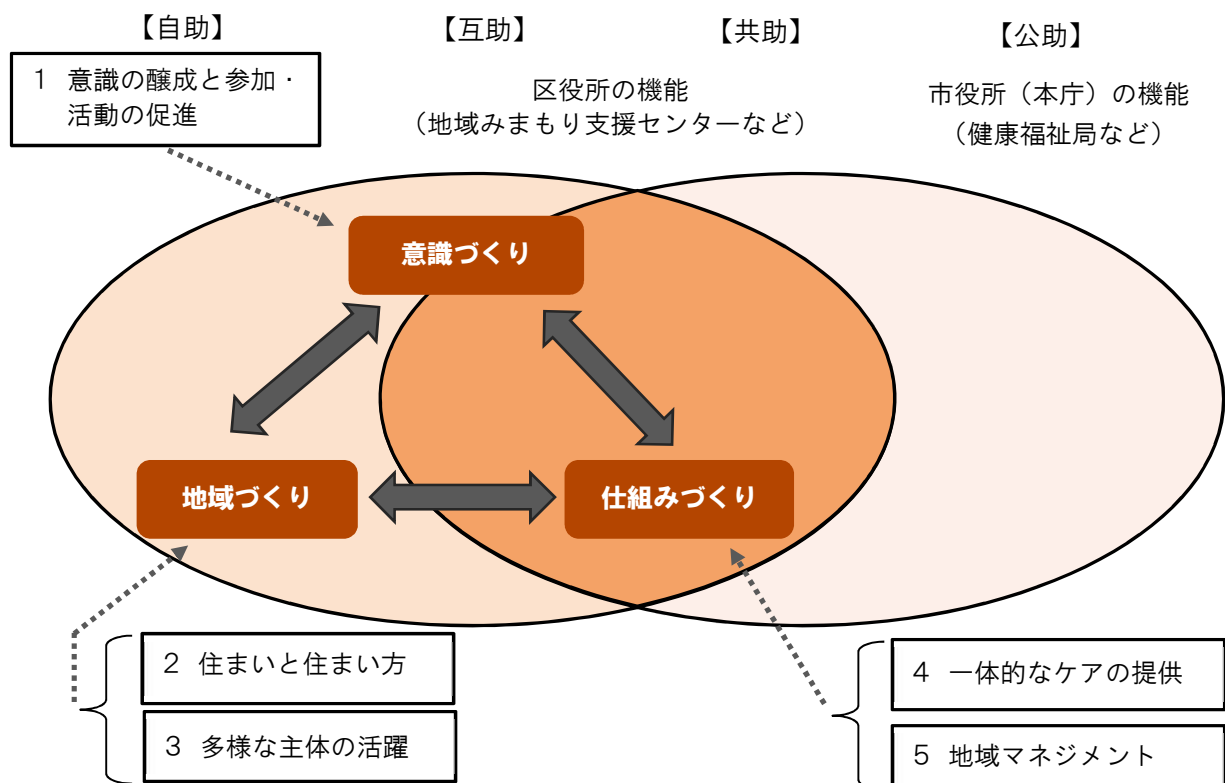 【自助】
【互助】
【共助】
【公助】
1 意識の醸成と参加・
活動の促進
区役所の機能
（地域みまもり支援センターなど）
市役所（本庁）の機能
（健康福祉局など）
意識づくり
地域づくり
仕組みづくり
2 住まいと住まい方
3 多様な主体の活躍
4 一体的なケアの提供
5 地域マネジメント